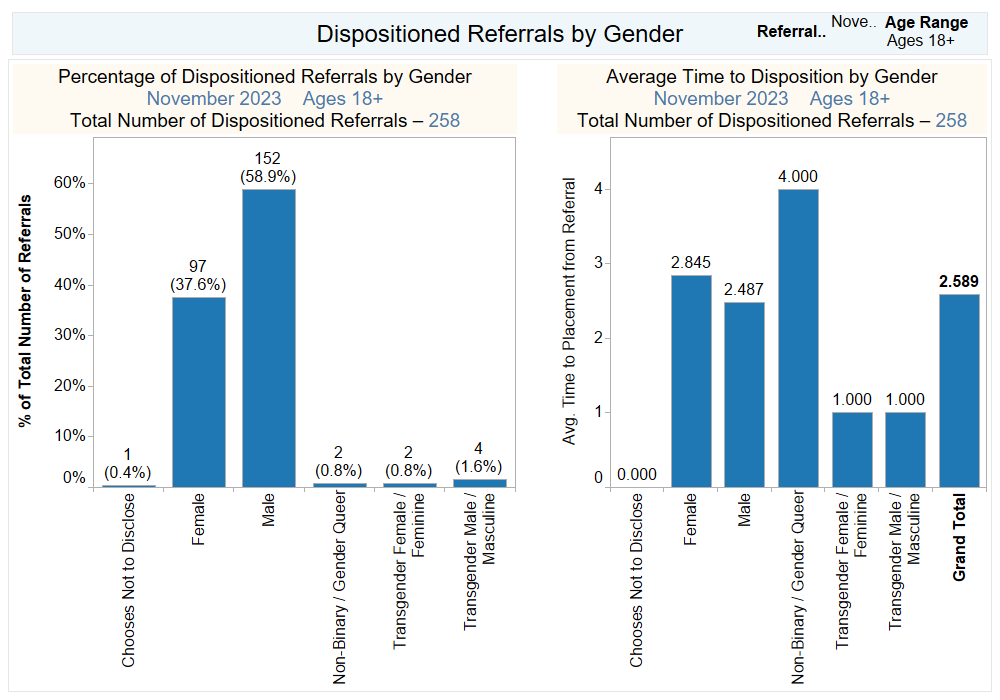 Dispositioned Referrals by Gender
Referral..
Nove..
Age Range
Ages 18+
Percentage of Dispositioned Referrals by Gender
November 2023 Ages 18+
Total Number of Dispositioned Referrals – 258
% of Total Number of Referrals
60%
50%
40%
30%
20%
10%
0%
1
(0.4%)
97
(37.6%)
152
(58.9%)
2
(0.8%)
2
(0.8%)
4
(1.6%)
Chooses Not to Disclose
Female
Male
Non-Binary / Gender Queer
Transgender Female /
Feminine
Transgender Male /
Masculine
Average Time to Disposition by Gender
November 2023 Ages 18+
Total Number of Dispositioned Referrals – 258
Avg. Time to Placement from Referral
4
3
2
1
0
0.000
2.845
2.487
4.000
1.000
1.000
2.589
Chooses Not to Disclose
Female
Male
Non-Binary / Gender Queer
Transgender Female /
Feminine
Transgender Male /
Masculine
Grand Total